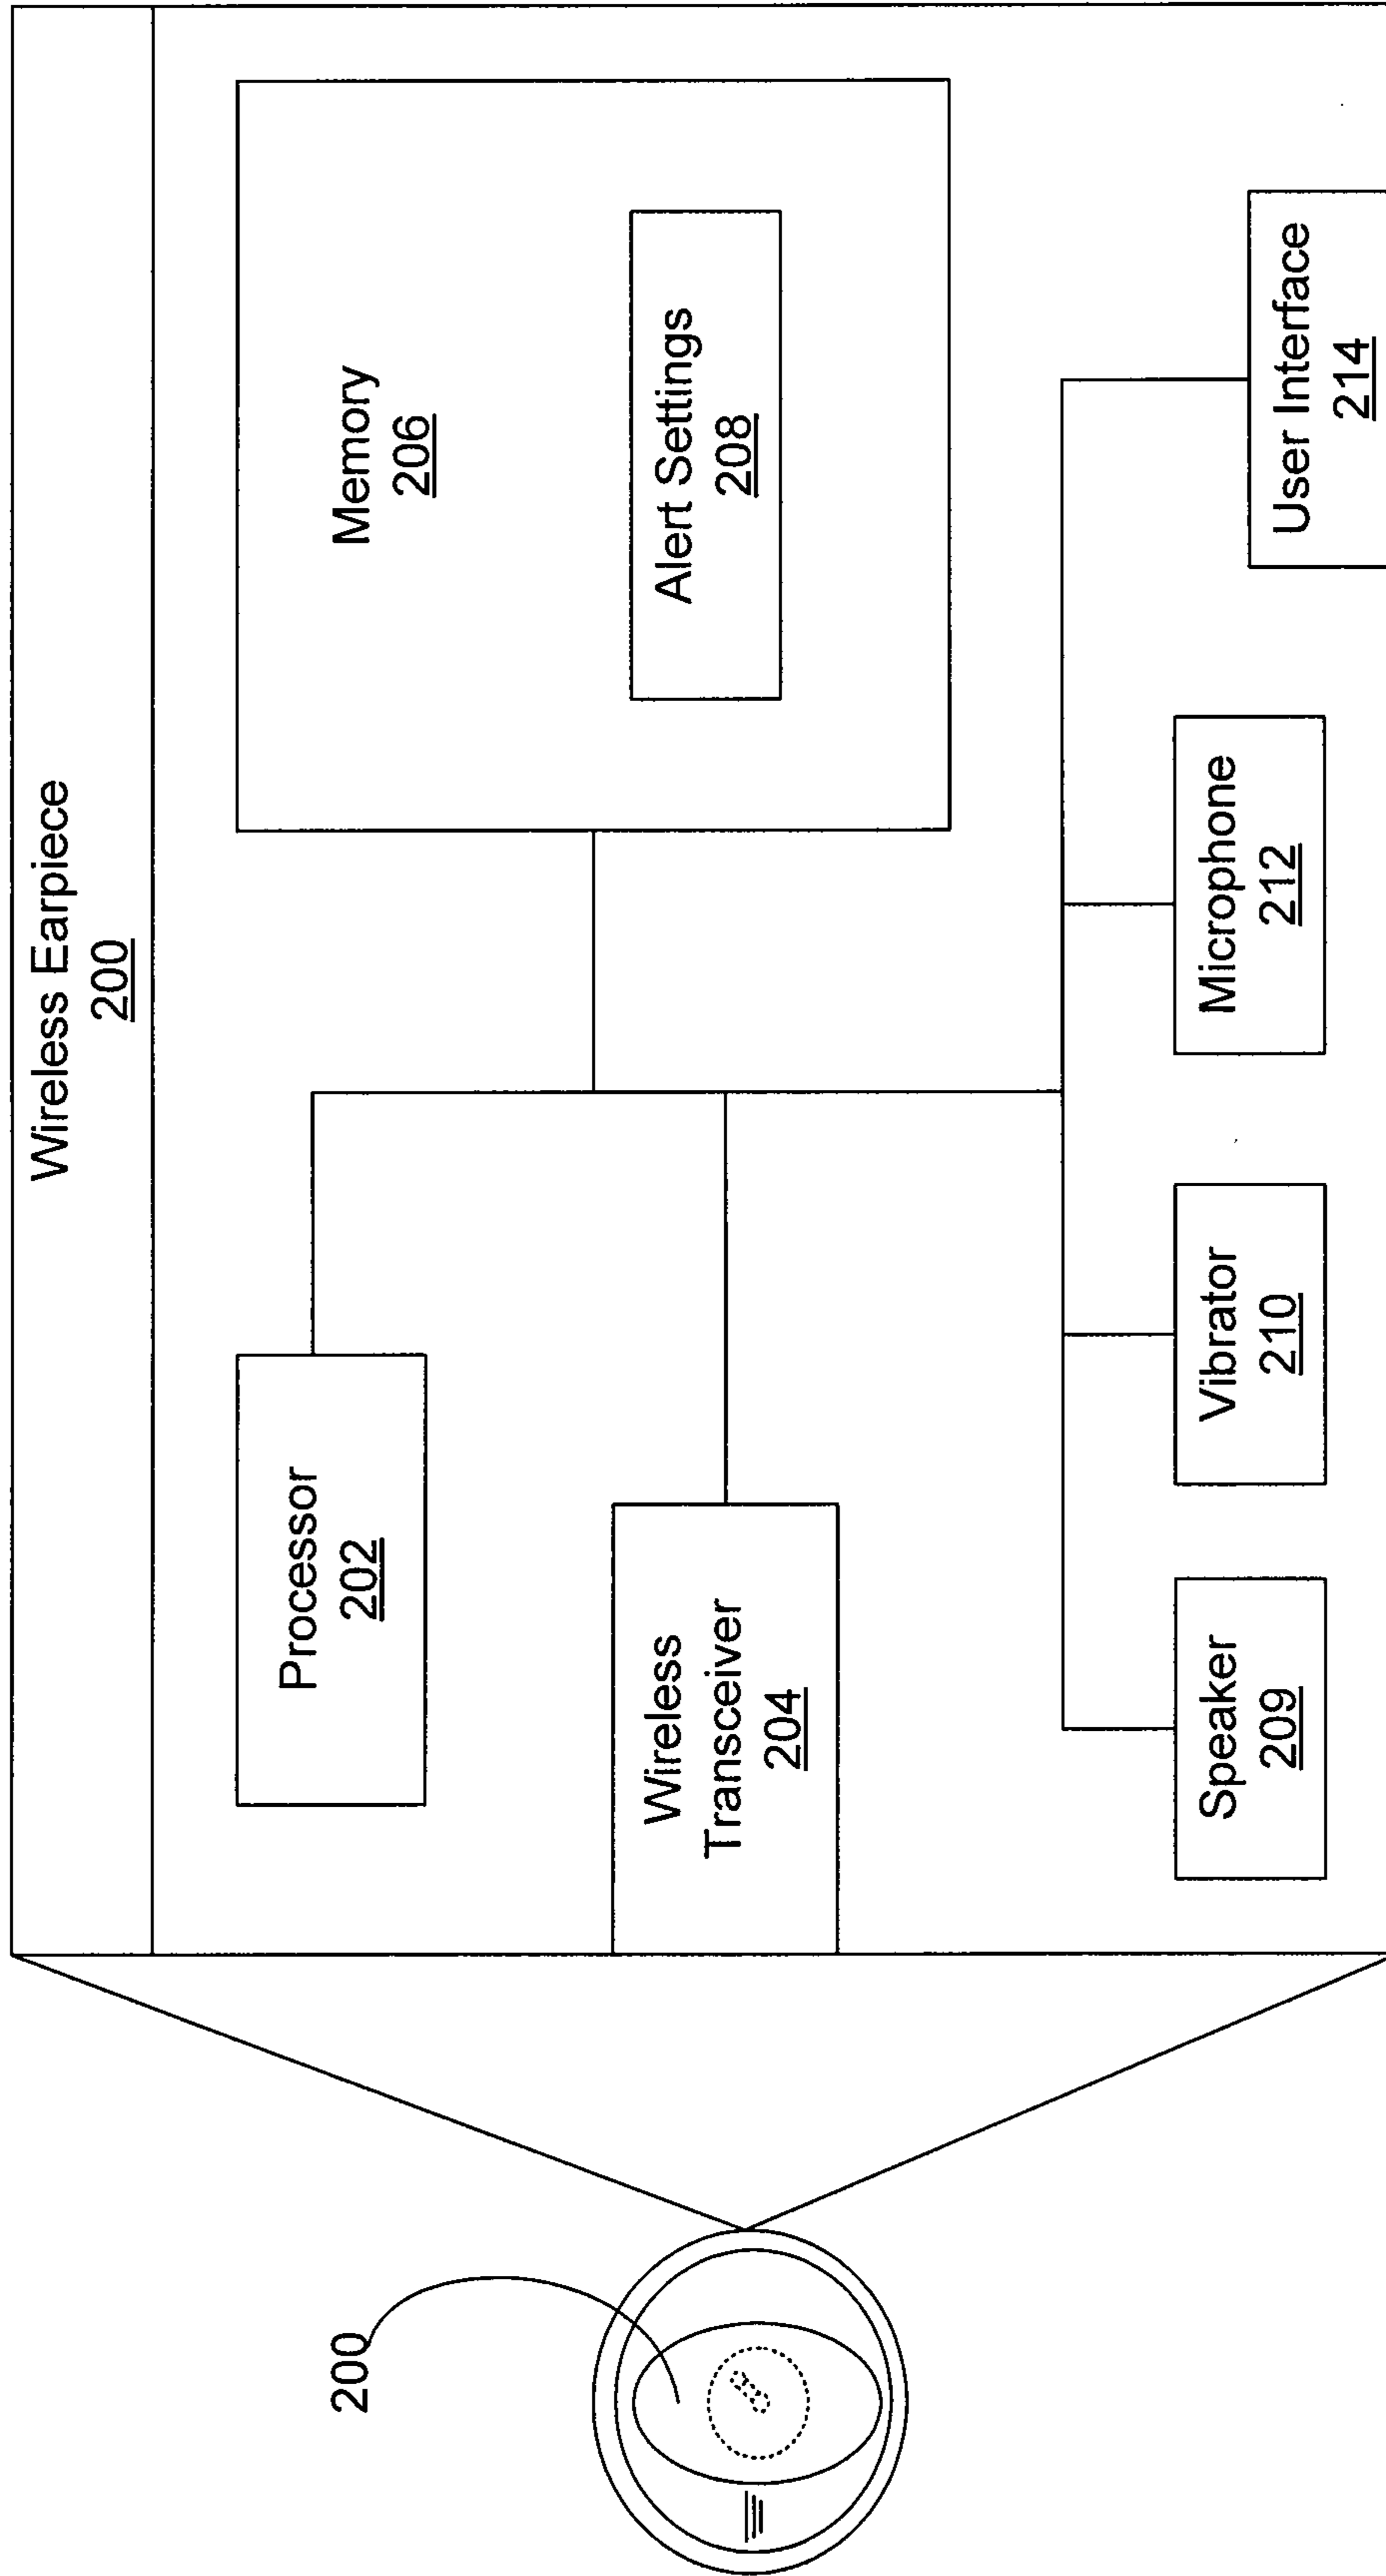 Wireless Earpiece
200
Processor
202
Memory
206
Wireless
Transceiver
204
Alert Settings
208
Speaker
209
Vibrator
210
Microphone
212
User Interface
214
200